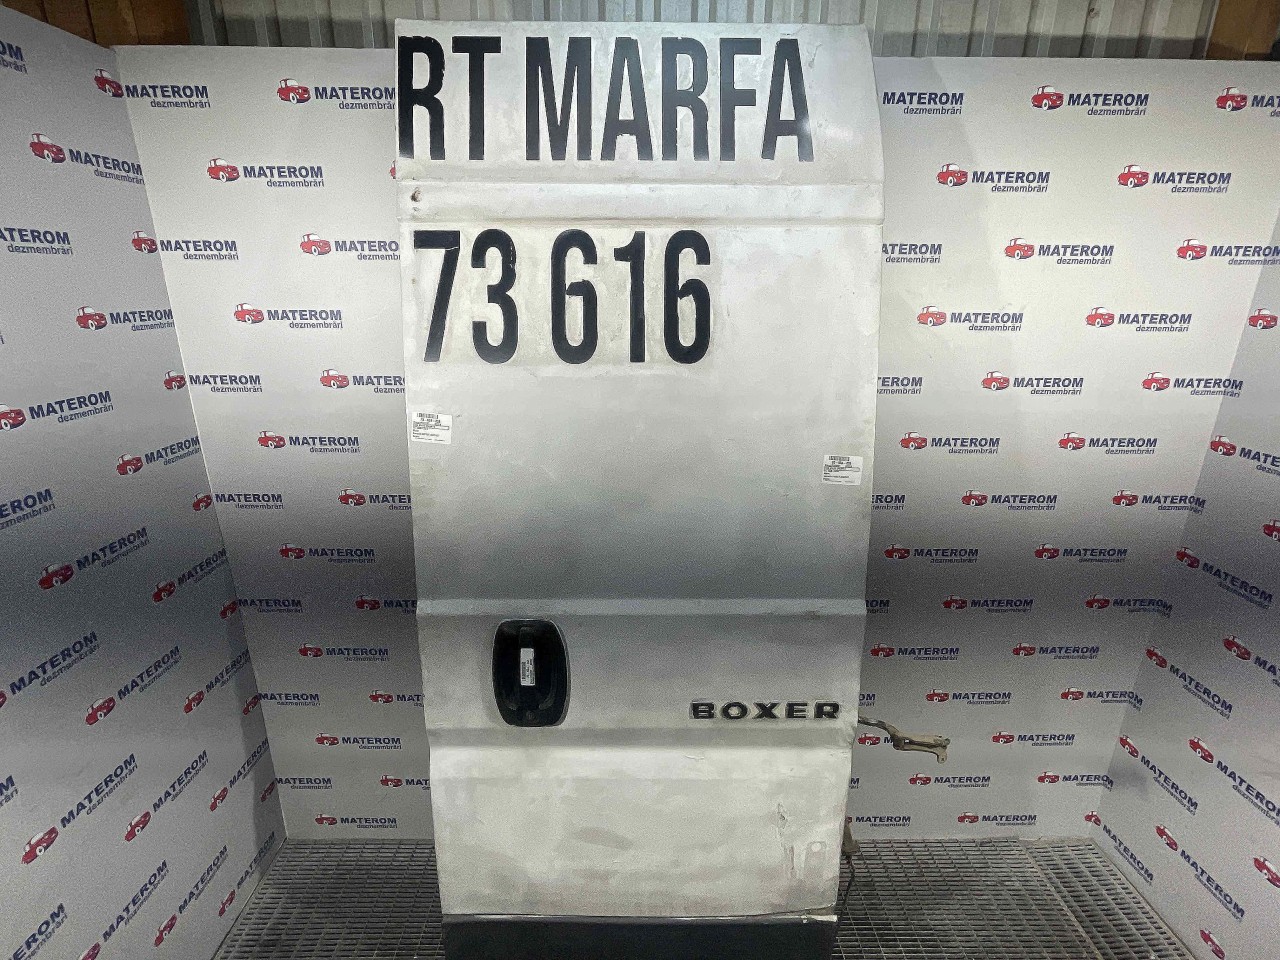 RT MARFA
73 616
BOXER
MATEROM
dezmembrări